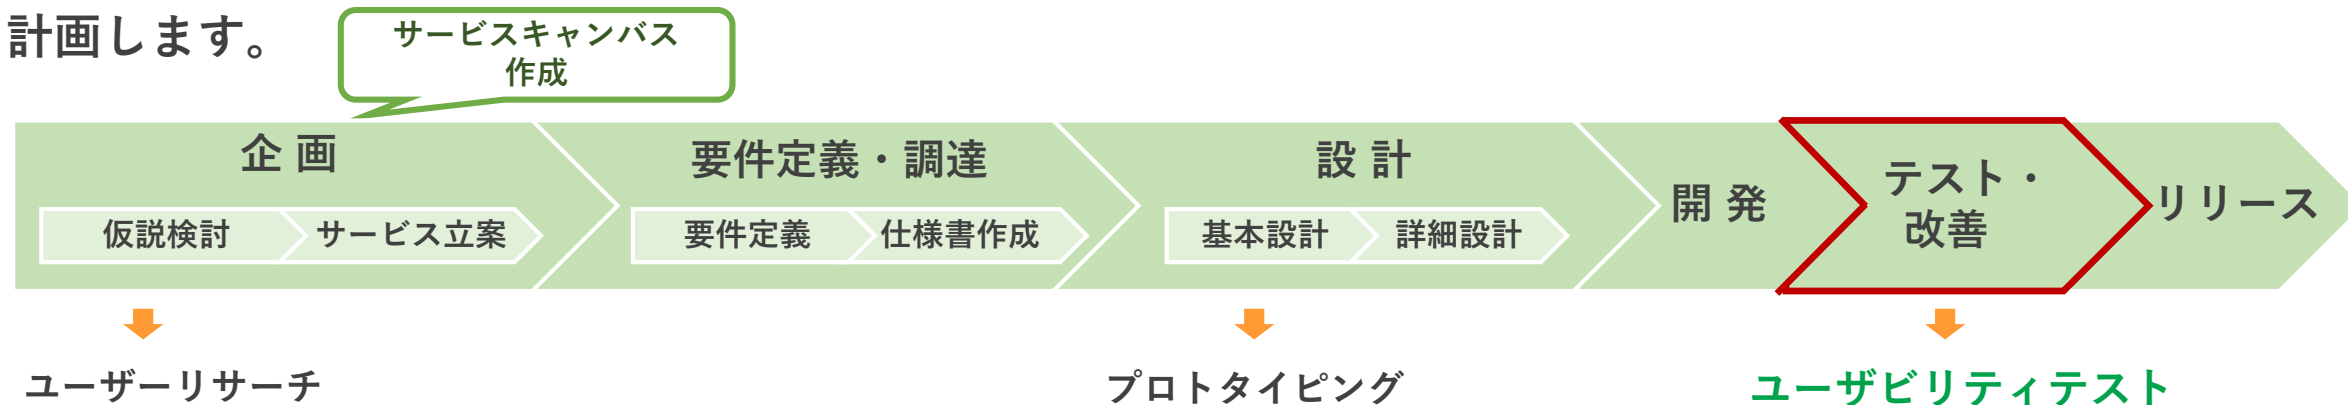 計画します。
サービスキャンバス
作成
企 画
要件定義・調達
設 計
開 発
テスト・
改善
リリース
仮説検討
サービス立案
要件定義
仕様書作成
基本設計
詳細設計
ユーザーリサーチ
プロトタイピング
ユーザビリティテスト